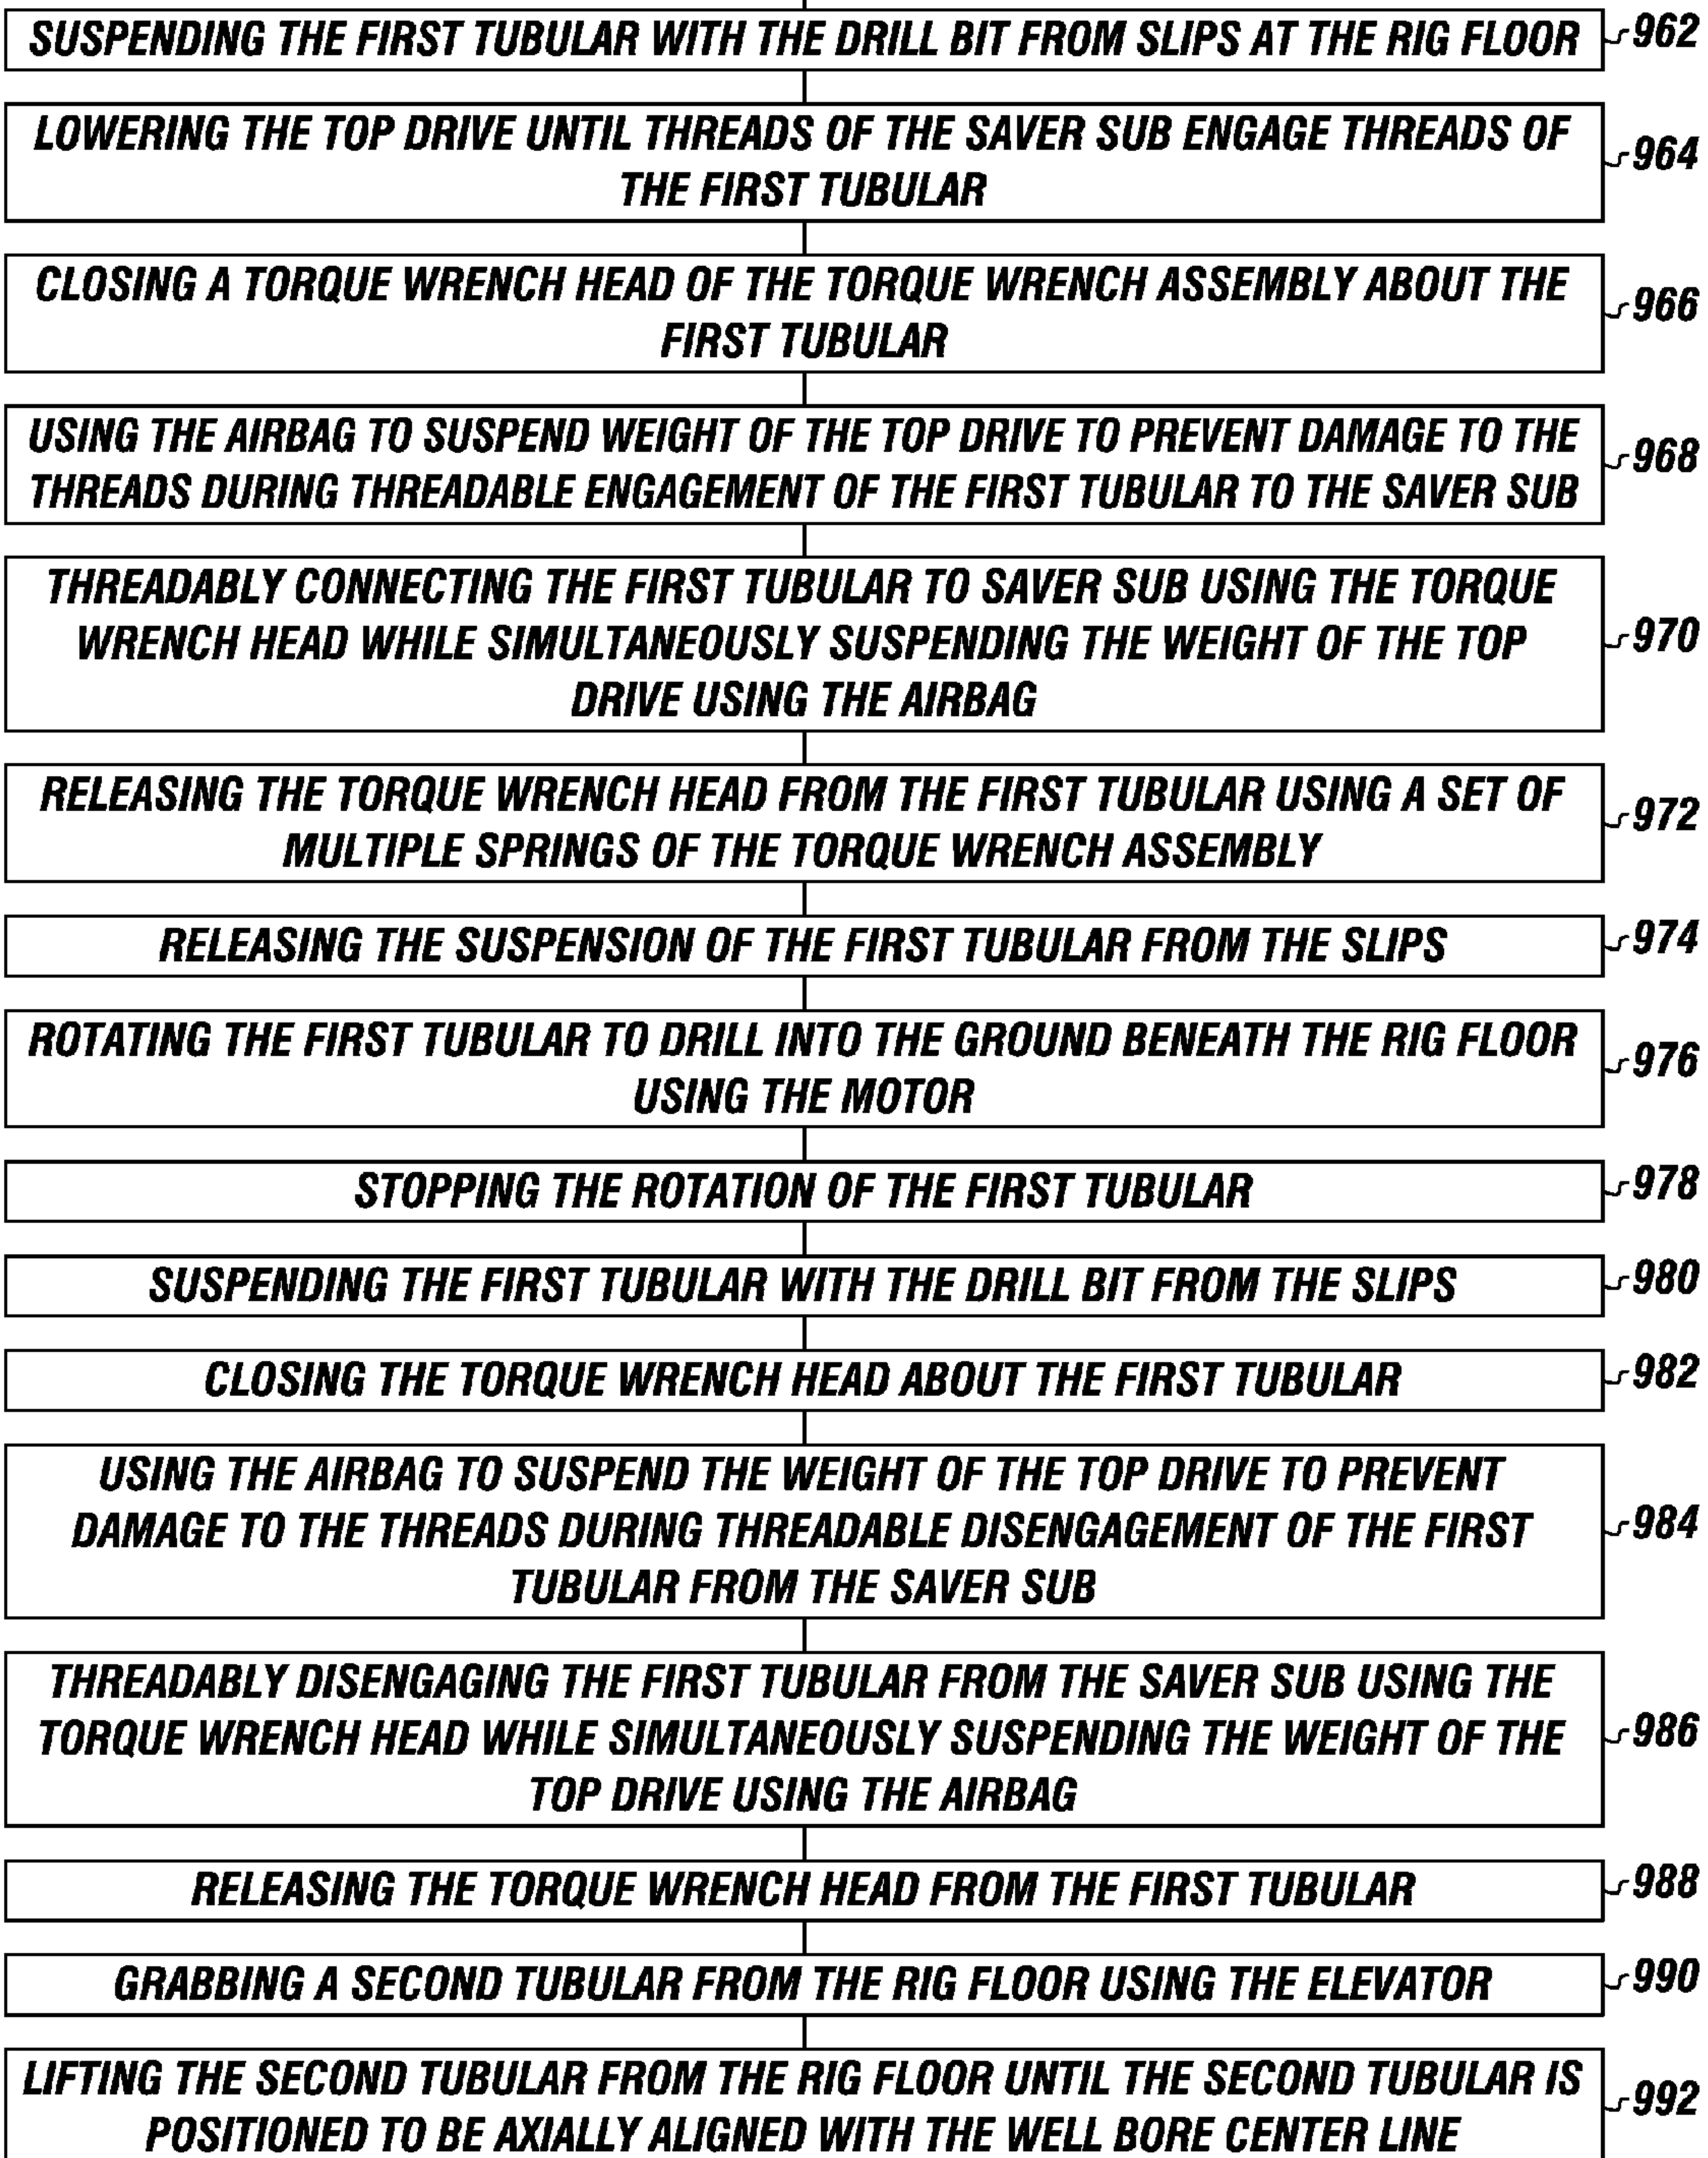 SUSPENDING THE FIRST TUBULAR WITH THE DRILL BIT FROM SLIPS AT THE RIG FLOOR 962
LOWERING THE TOP DRIVE UNTIL THREADS OF THE SAVER SUB ENGAGE THREADS OF
THE FIRST TUBULAR
964
CLOSING A TORQUE WRENCH HEAD OF THE TORQUE WRENCH ASSEMBLY ABOUT THE
FIRST TUBULAR
966
USING THE AIRBAG TO SUSPEND WEIGHT OF THE TOP DRIVE TO PREVENT DAMAGE TO THE
THREADS DURING THREADABLE ENGAGEMENT OF THE FIRST TUBULAR TO THE SAVER SUB
968
THREADABLY CONNECTING THE FIRST TUBULAR TO SAVER SUB USING THE TORQUE
WRENCH HEAD WHILE SIMULTANEOUSLY SUSPENDING THE WEIGHT OF THE TOP
DRIVE USING THE AIRBAG
970
RELEASING THE TORQUE WRENCH HEAD FROM THE FIRST TUBULAR USING A SET OF
MULTIPLE SPRINGS OF THE TORQUE WRENCH ASSEMBLY
972
RELEASING THE SUSPENSION OF THE FIRST TUBULAR FROM THE SLIPS 974
ROTATING THE FIRST TUBULAR TO DRILL INTO THE GROUND BENEATH THE RIG FLOOR
USING THE MOTOR
976
STOPPING THE ROTATION OF THE FIRST TUBULAR 978
SUSPENDING THE FIRST TUBULAR WITH THE DRILL BIT FROM THE SLIPS 980
CLOSING THE TORQUE WRENCH HEAD ABOUT THE FIRST TUBULAR 982
USING THE AIRBAG TO SUSPEND THE WEIGHT OF THE TOP DRIVE TO PREVENT
DAMAGE TO THE THREADS DURING THREADABLE DISENGAGEMENT OF THE FIRST
TUBULAR FROM THE SAVER SUB
984
THREADABLY DISENGAGING THE FIRST TUBULAR FROM THE SAVER SUB USING THE
TORQUE WRENCH HEAD WHILE SIMULTANEOUSLY SUSPENDING THE WEIGHT OF THE
TOP DRIVE USING THE AIRBAG
986
RELEASING THE TORQUE WRENCH HEAD FROM THE FIRST TUBULAR 988
GRABBING A SECOND TUBULAR FROM THE RIG FLOOR USING THE ELEVATOR 990
LIFTING THE SECOND TUBULAR FROM THE RIG FLOOR UNTIL THE SECOND TUBULAR IS
POSITIONED TO BE AXIALLY ALIGNED WITH THE WELL BORE CENTER LINE
992